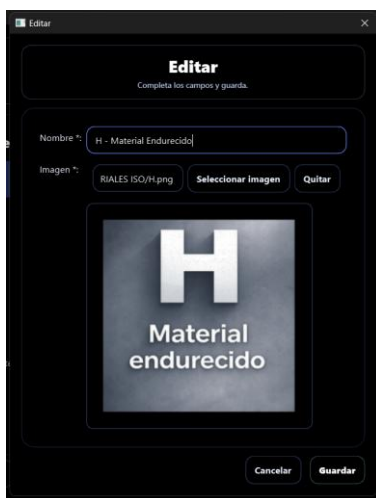 Editar
Editar
Completa los campos y guarda.
Nombre *: H - Material Endurecido
Imagen *: RIALES ISO/H.png Seleccionar imagen Quitar
H
Material
endurecido
Cancelar Guardar